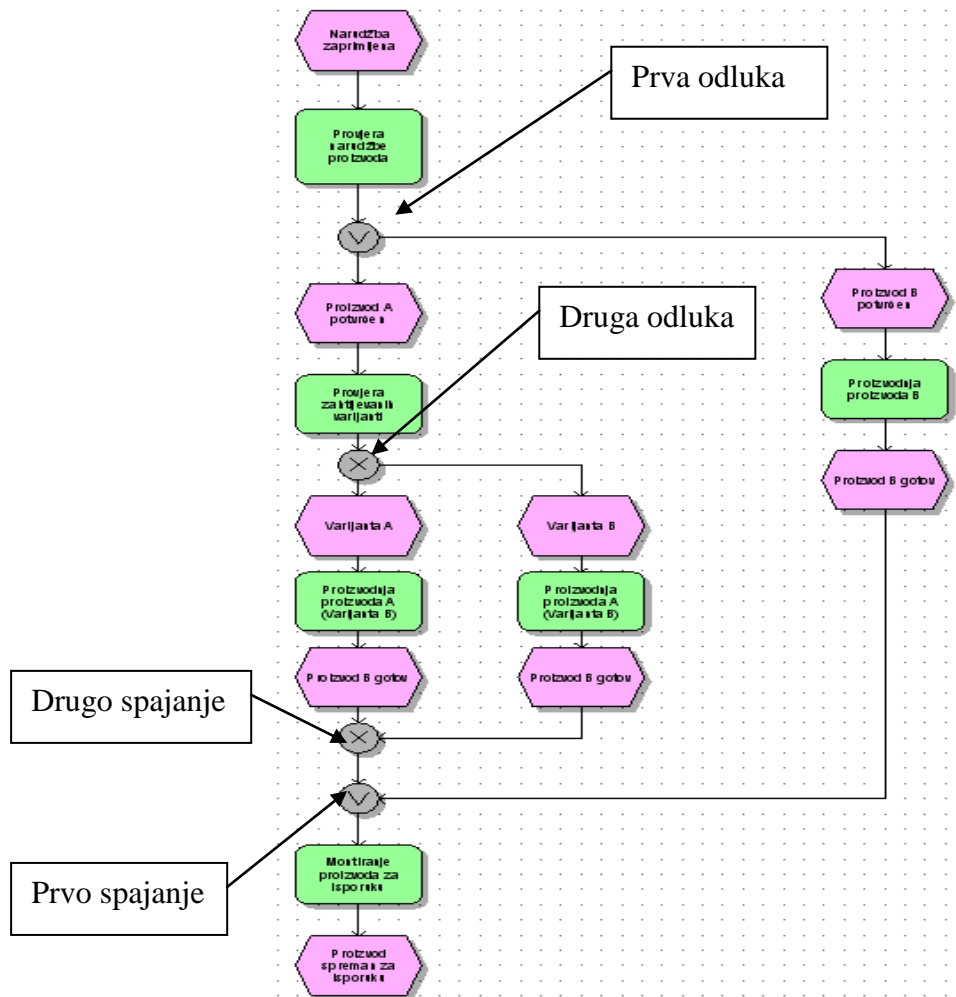 Narudžba
zaprimljena
Prva odluka
Provjera
narudžbe
proizvoda
Proizvod A
potvrđen
Proizvod B
potvrđen
Druga odluka
Provjera
zahtijevanih
varijanti
Proizvodnja
proizvoda B
Proizvod B gotov
Varijanta A
Varijanta B
Proizvodnja
proizvoda A
(Varijanta B)
Proizvodnja
proizvoda A
(Varijanta B)
Proizvod B gotov
Proizvod B gotov
Drugo spajanje
Montiranje
proizvoda za
isporuku
Prvo spajanje
Proizvod
spreman za
isporuku